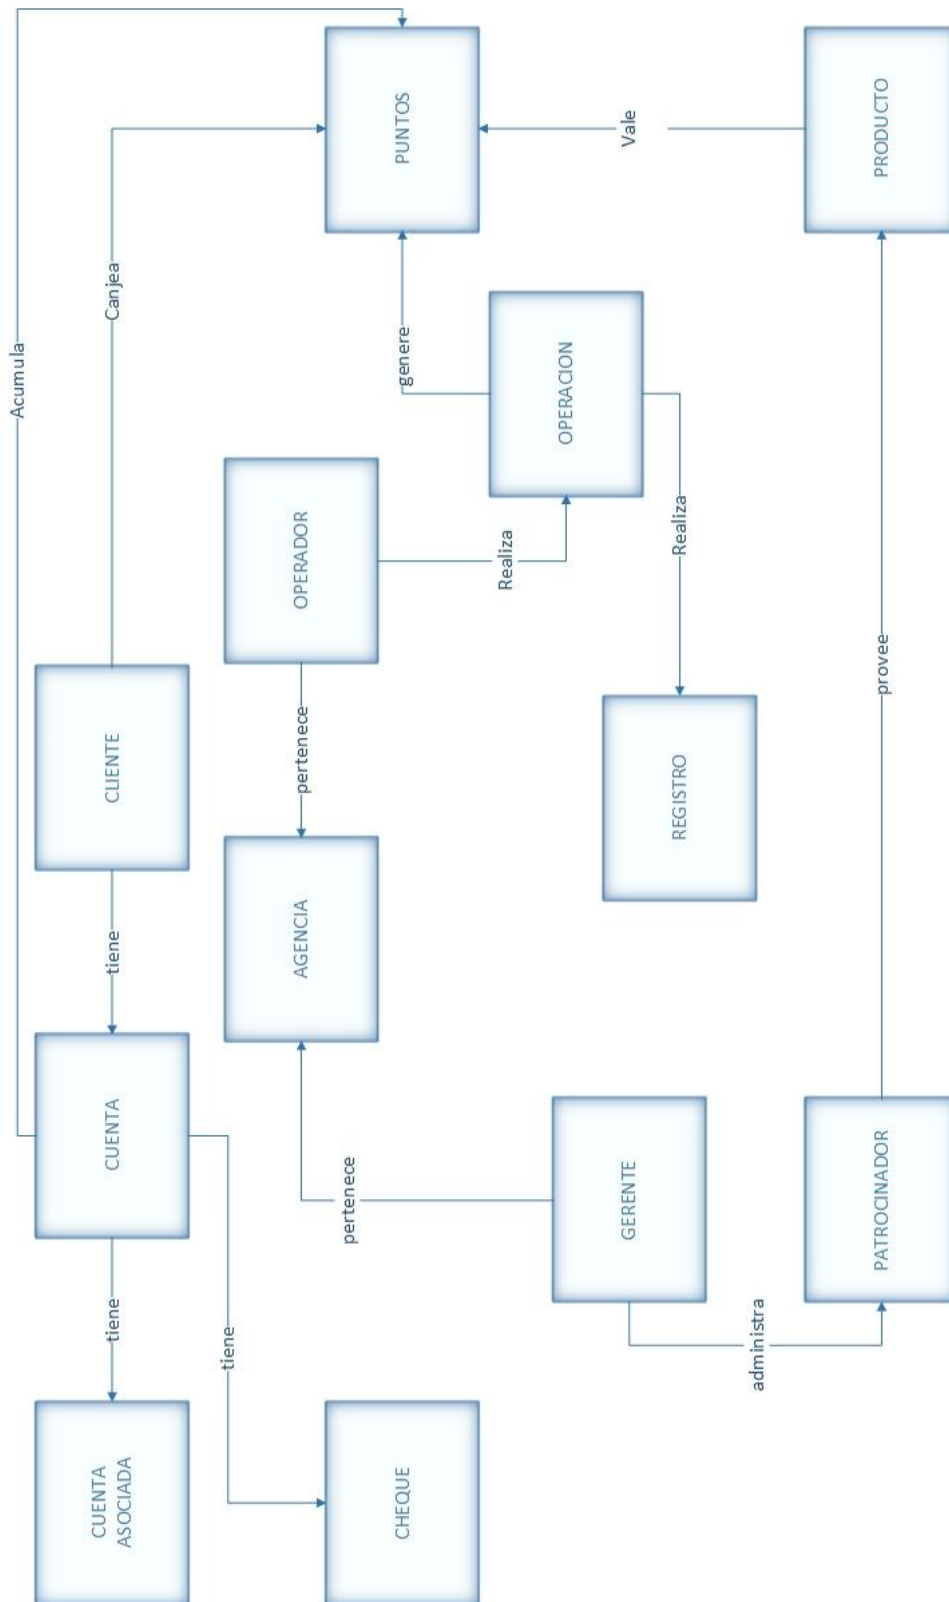 Acumula
CUENTA
ASOCIADA
tiene
CUENTA
tiene
CLIENTE
Canjea
tiene
AGENCIA
pertenece
OPERADOR
pertenece
CHEQUE
genere
PUNTOS
Realiza
OPERACION
GERENTE
Vale
REGISTRO
Realiza
administra
PATROCINADOR
provee
PRODUCTO